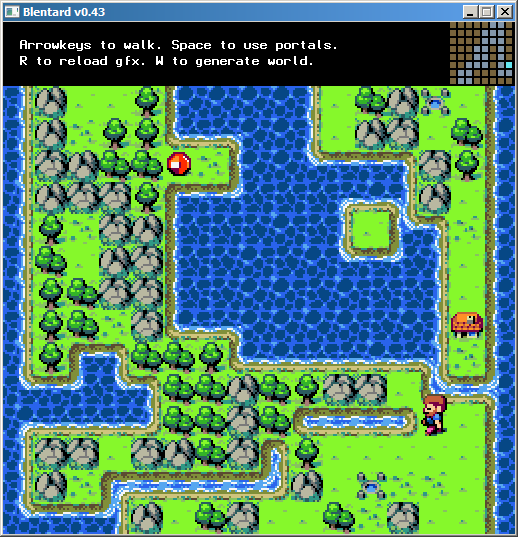 Blentard v0.43
Arrowkeys to walk. Space to use portals.
R to reload gfx. W to generate world.